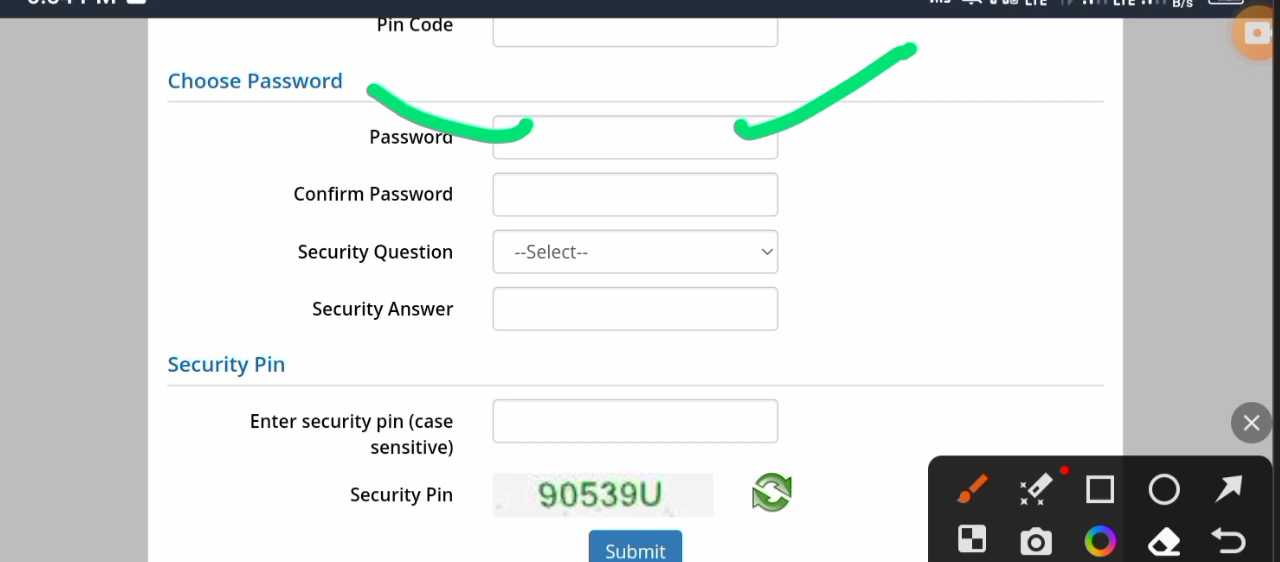 Pin Code
Choose Password
Password
Confirm Password
Security Question
--Select--
Security Answer
Security Pin
Enter security pin (case
sensitive)
Security Pin
90539U
Submit